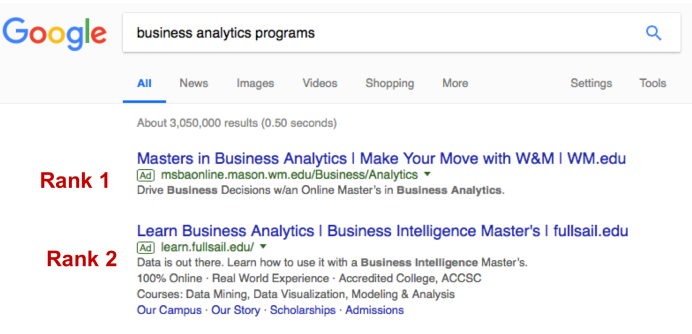 Google
business analytics programs
All News Images Videos Shopping More Settings Tools
About 3,050,000 results (0.50 seconds)
Rank 1
Masters in Business Analytics | Make Your Move with W&M | WM.edu
Ad msbaonline.mason.wm.edu/Business/Analytics
Drive Business Decisions w/an Online Master's in Business Analytics.
Rank 2
Learn Business Analytics | Business Intelligence Master's | fullsail.edu
Ad learn.fullsail.edu/
Data is out there. Learn how to use it with a Business Intelligence Master's.
100% Online · Real World Experience · Accredited College, ACCSC
Courses: Data Mining, Data Visualization, Modeling & Analysis
Our Campus · Our Story · Scholarships · Admissions